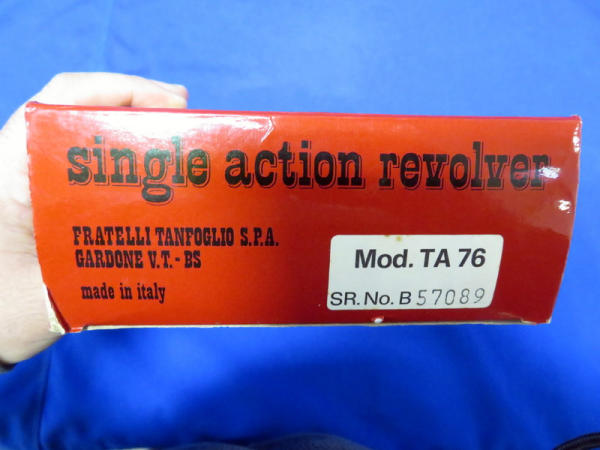 single action revolver
FRATELLI TANFOGLIO S.P.A.
GARDONE V.T.-BS
made in italy
Mod. TA 76
SR.No. B 57089